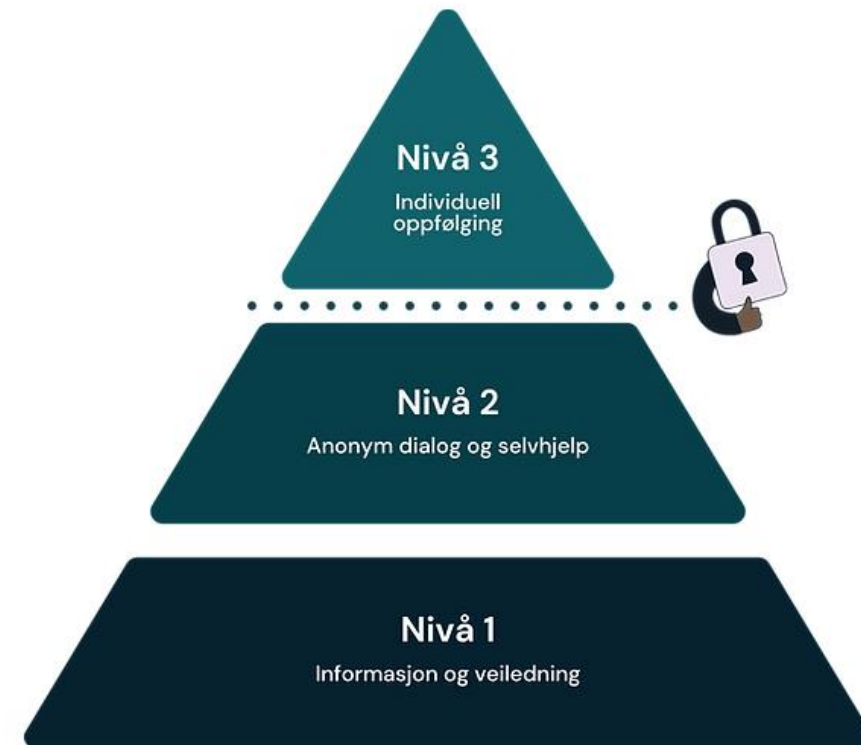 Nivå 3
Individuell
oppfølging
Nivå 2
Anonym dialog og selvhjelp
Nivå 1
Informasjon og veiledning